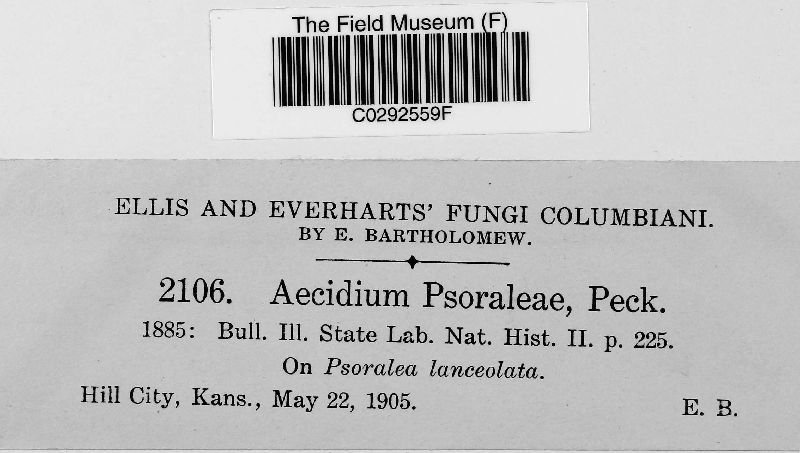 The Field Museum (F)
C0292559F
ELLIS AND EVERHARTS' FUNGI COLUMBIANI.
BY E. BARTHOLOMEW.
2106. Aecidium Psoraleae, Peck.
1885: Bull. Ill. State Lab. Nat. Hist. II. p. 225.
On Psoralea lanceolata.
Hill City, Kans., May 22, 1905. E. B.